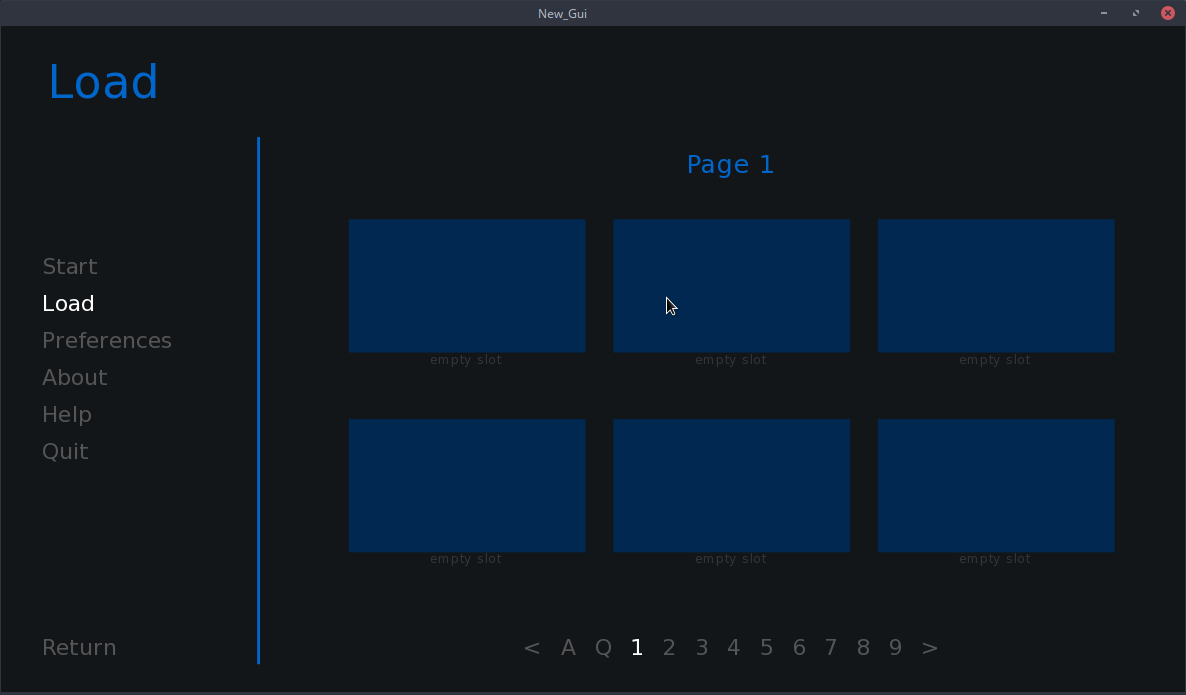 New_Gui
Load
Page 1
Start
Load
Preferences
About
Help
Quit
Return
empty slot empty slot empty slot
empty slot empty slot empty slot
< A Q 1 2 3 4 5 6 7 8 9 >